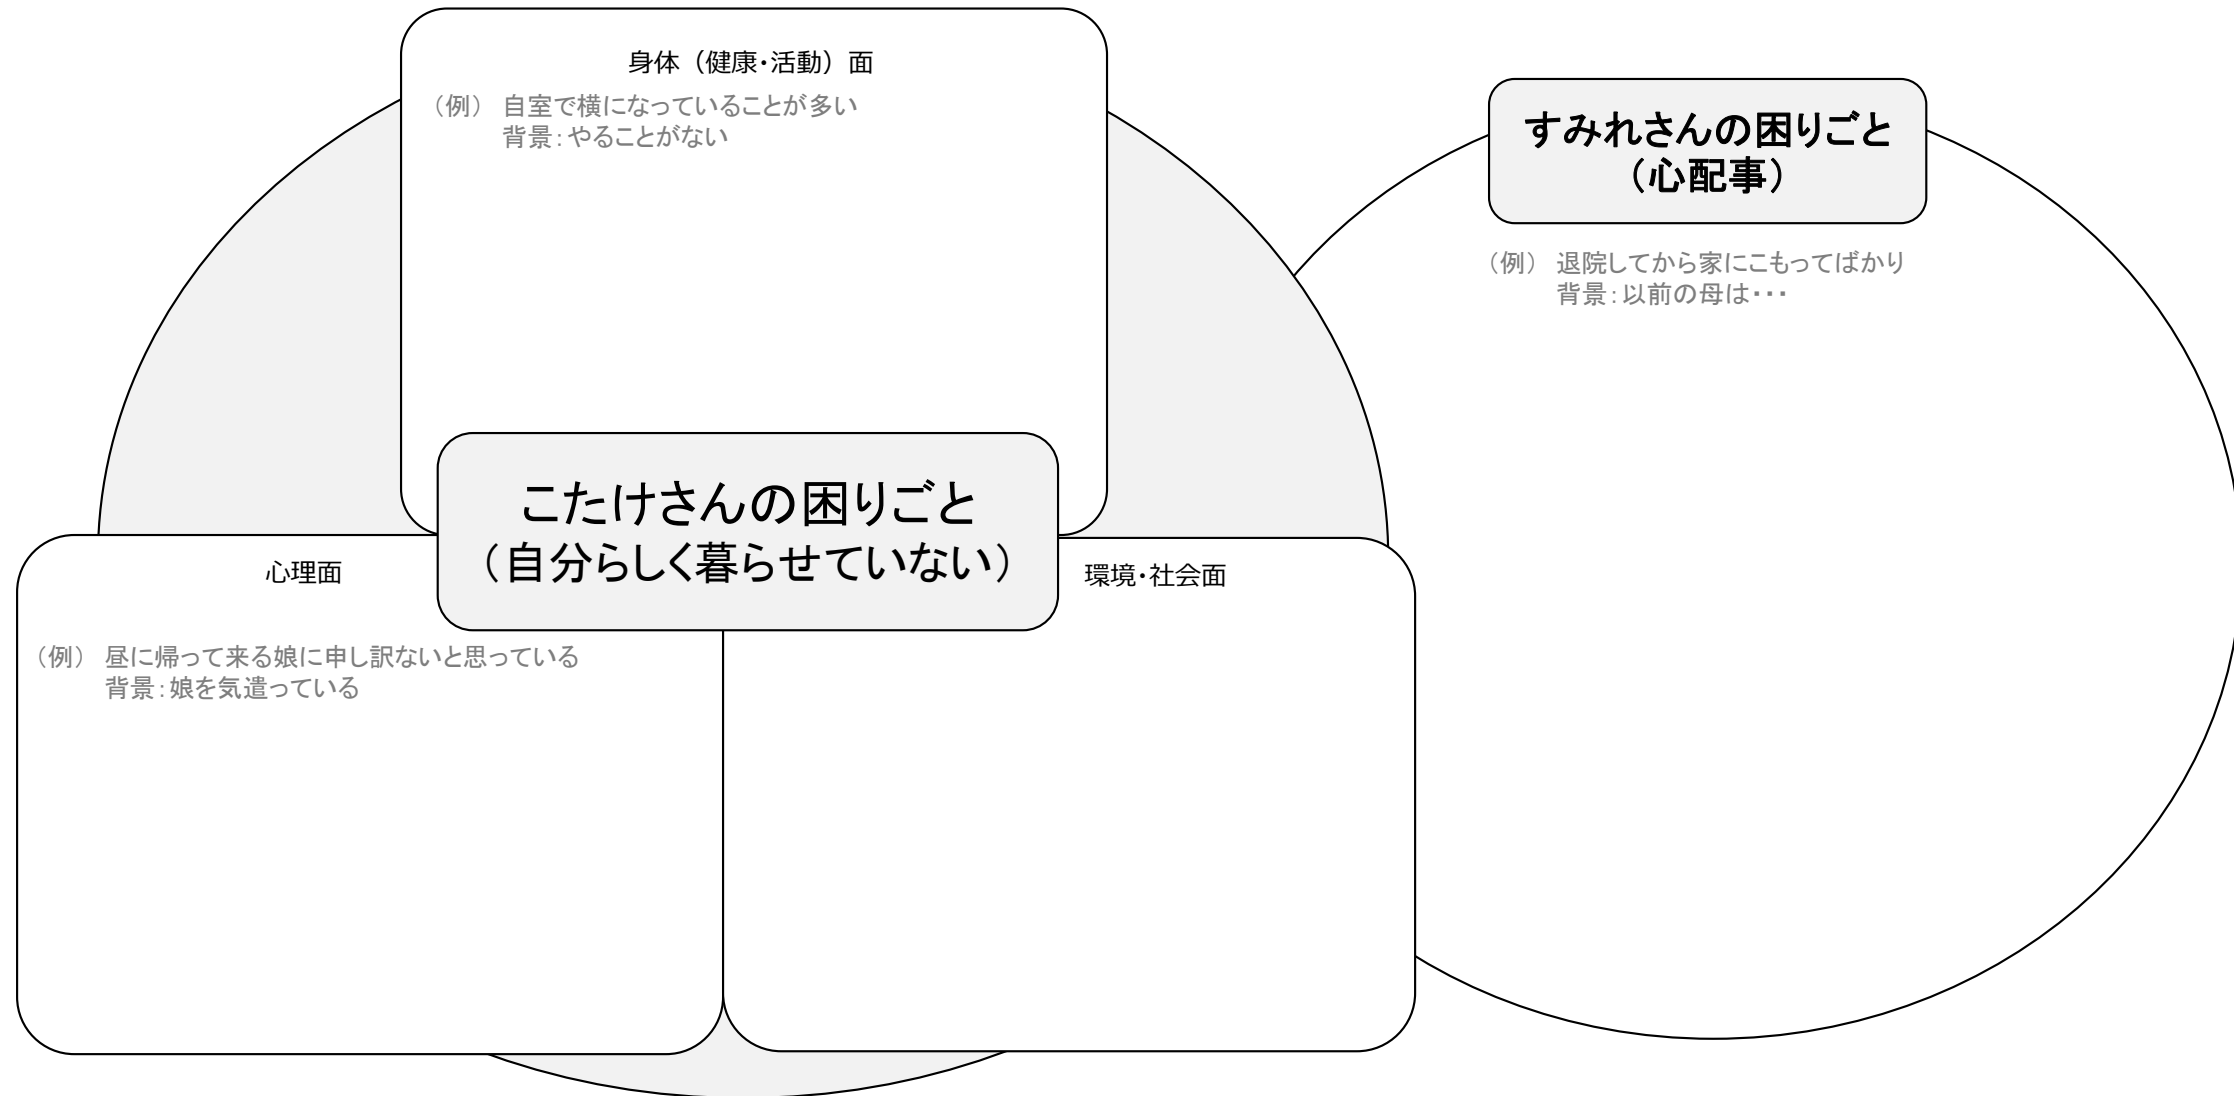 身体（健康・活動）面
（例） 自室で横になっていることが多い
背景：やることがない
すみれさんの困りごと
（心配事）
（例） 退院してから家にこもってばかり
背景：以前の母は・・・
こたけさんの困りごと
（自分らしく暮らせていない）
心理面
（例） 昼に帰って来る娘に申し訳ないと思っている
背景：娘を気遣っている
環境・社会面